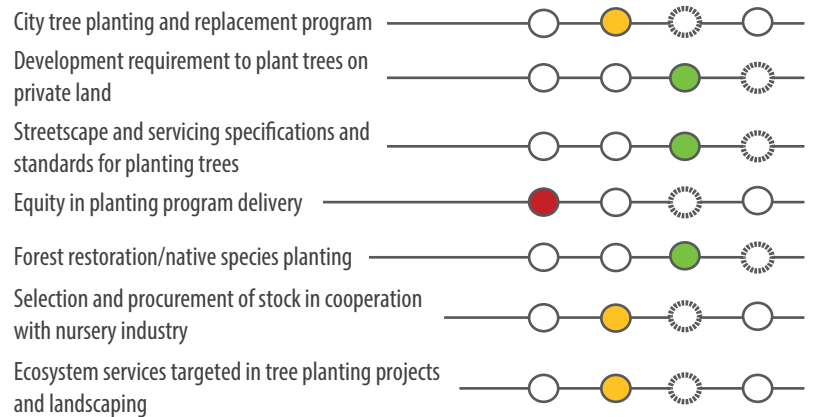 City tree planting and replacement program
Development requirement to plant trees on
private land
Streetscape and servicing specifications and
standards for planting trees
Equity in planting program delivery
Forest restoration/native species planting
Selection and procurement of stock in cooperation
with nursery industry
Ecosystem services targeted in tree planting projects
and landscaping